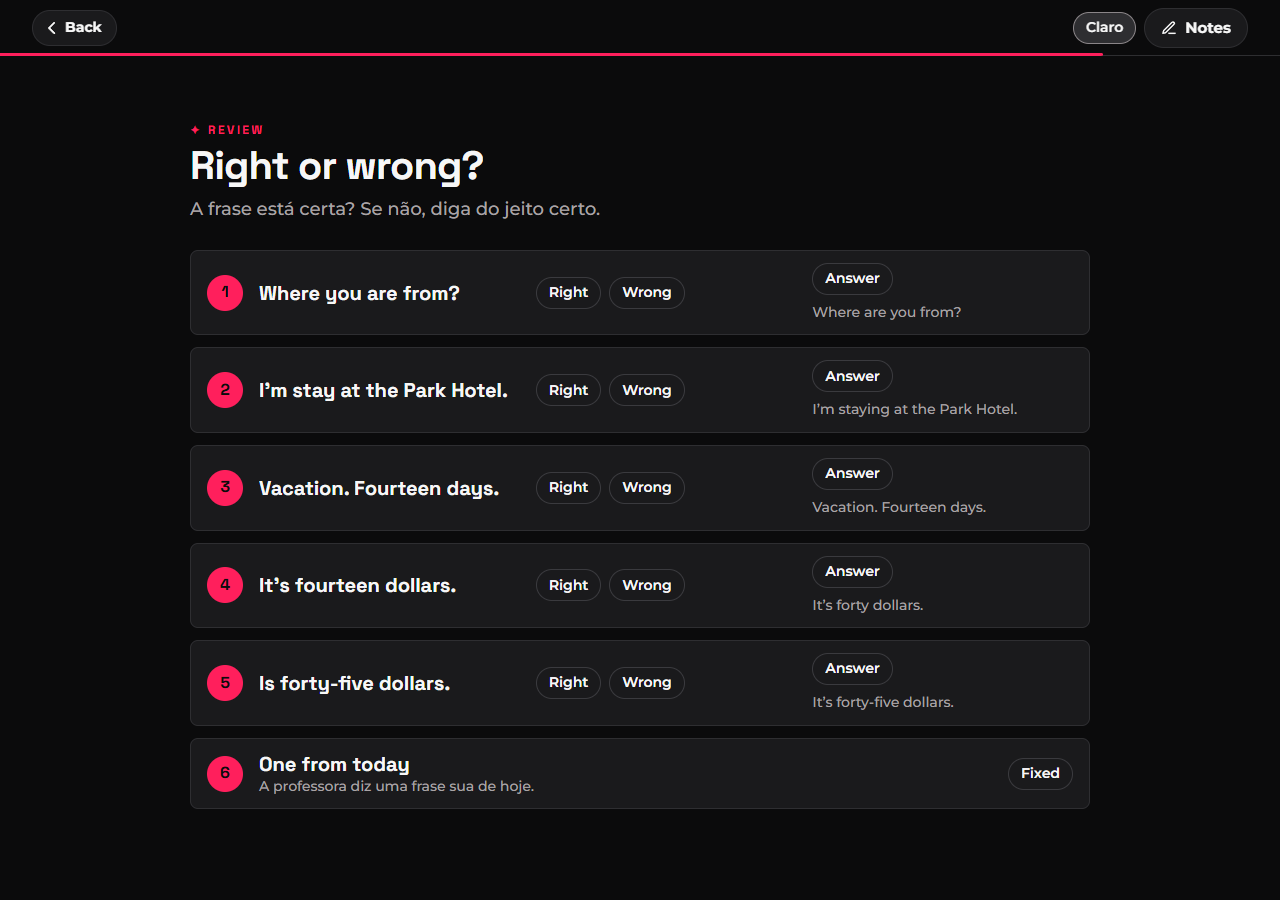 Back
Claro
Notes
✦ REVIEW
Right or wrong?
A frase está certa? Se não, diga do jeito certo.
1 Where you are from? Right Wrong Answer
Where are you from?
2 I’m stay at the Park Hotel. Right Wrong Answer
I’m staying at the Park Hotel.
3 Vacation. Fourteen days. Right Wrong Answer
Vacation. Fourteen days.
4 It’s fourteen dollars. Right Wrong Answer
It’s forty dollars.
5 Is forty-five dollars. Right Wrong Answer
It’s forty-five dollars.
6 One from today
A professora diz uma frase sua de hoje.
Fixed